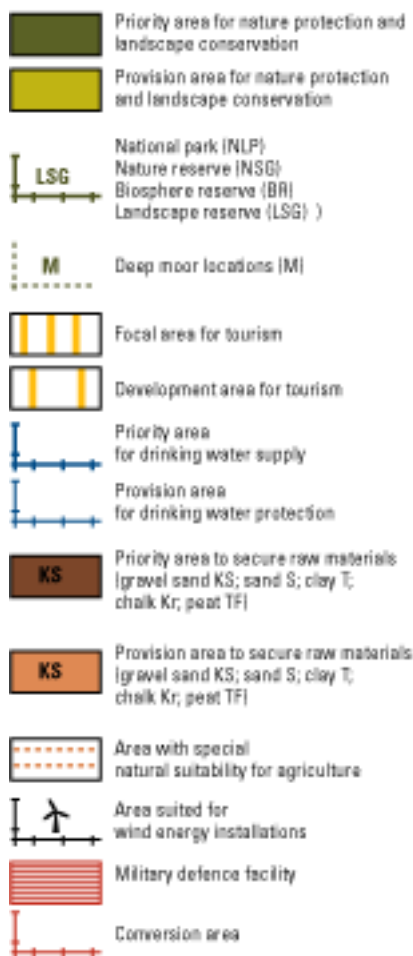 Priority area for nature protection and
landscape conservation
Provision area for nature protection
and landscape conservation
LSG
National park (NLP)
Nature reserve (NSG)
Biosphere reserve (BR)
Landscape reserve (LSG) )
M
Deep moor locations (M)
Focal area for tourism
Development area for tourism
Priority area
for drinking water supply
Provision area
for drinking water protection
KS
Priority area to secure raw materials
(gravel sand KS; sand S; clay T;
chalk Kr; peat TF)
KS
Provision area to secure raw materials
(gravel sand KS; sand S; clay T;
chalk Kr; peat TF)
Area with special
natural suitability for agriculture
Area suited for
wind energy installations
Military defence facility
Conversion area